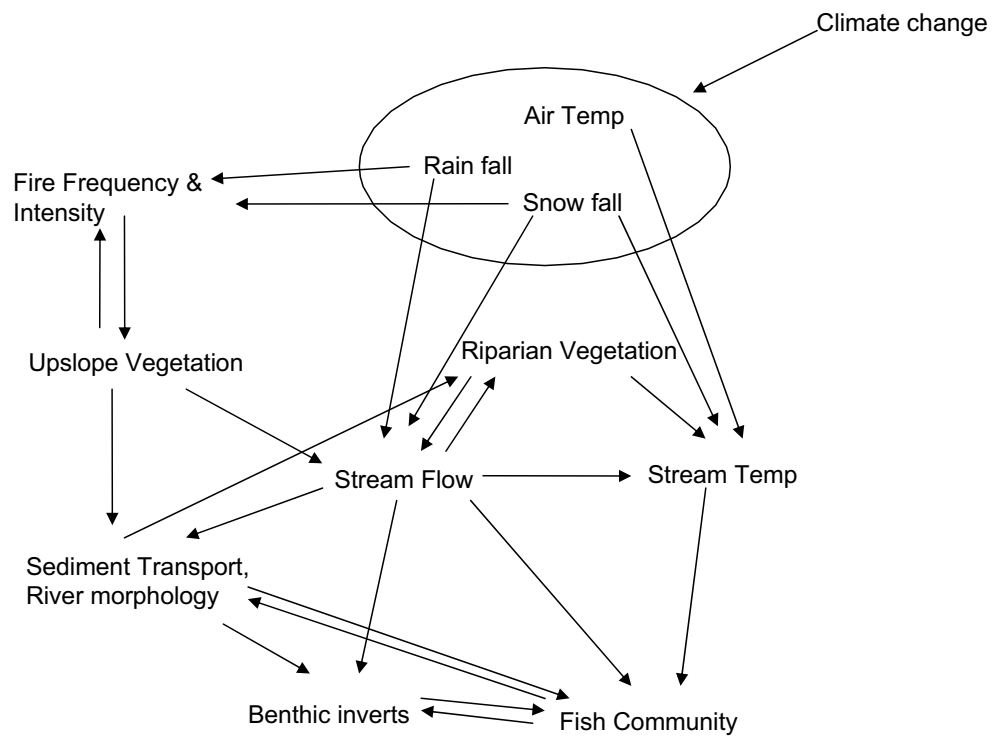 Climate change
Air Temp
Rain fall
Fire Frequency &
Intensity
Snow fall
Riparian Vegetation
Upslope Vegetation
Stream Flow
Stream Temp
Sediment Transport,
River morphology
Benthic inverts
Fish Community